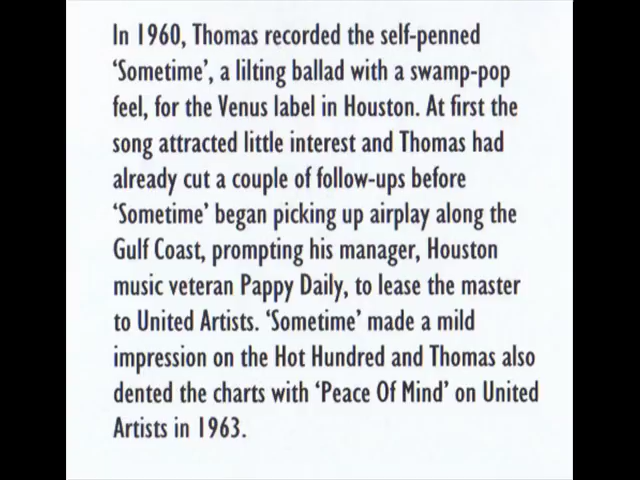 In 1960, Thomas recorded the self-penned
‘Sometime’, a lilting ballad with a swamp-pop
feel, for the Venus label in Houston. At first the
song attracted little interest and Thomas had
already cut a couple of follow-ups before
‘Sometime’ began picking up airplay along the
Gulf Coast, prompting his manager, Houston
music veteran Pappy Daily, to lease the master
to United Artists. ‘Sometime’ made a mild
impression on the Hot Hundred and Thomas also
dented the charts with ‘Peace Of Mind’ on United
Artists in 1963.